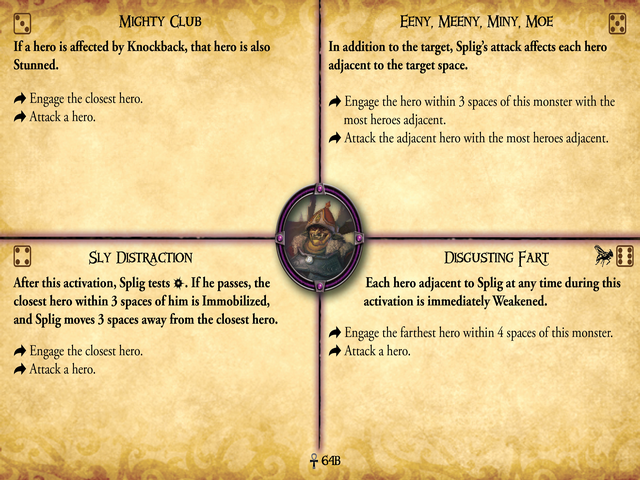 Mighty Club
If a hero is affected by Knockback, that hero is also
Stunned.
Engage the closest hero.
Attack a hero.
Eeny, Meeny, Miny, Moe
In addition to the target, Splig's attack affects each hero
adjacent to the target space.
Engage the hero within 3 spaces of this monster with the
most heroes adjacent.
Attack the adjacent hero with the most heroes adjacent.
Sly Distraction
After this activation, Splig tests . If he passes, the
closest hero within 3 spaces of him is Immobilized,
and Splig moves 3 spaces away from the closest hero.
Engage the closest hero.
Attack a hero.
Disgusting Fart
Each hero adjacent to Splig at any time during this
activation is immediately Weakened.
Engage the farthest hero within 4 spaces of this monster.
Attack a hero.
64B